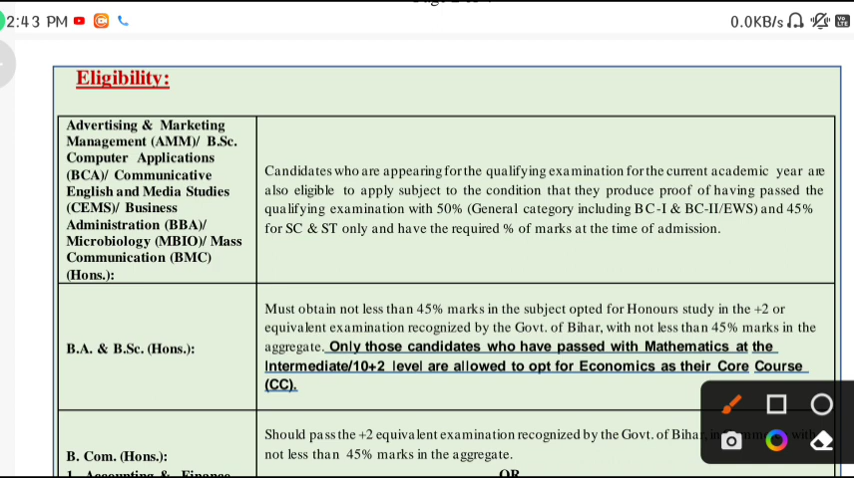 2:43 PM
0.0KB/s
VO LTE
Eligibility:
Advertising & Marketing
Management (AMM)/ B.Sc.
Computer Applications
(BCA)/ Communicative
English and Media Studies
(CEMS)/ Business
Administration (BBA)/
Microbiology (MBIO)/ Mass
Communication (BMC)
(Hons.):
Candidates who are appearing for the qualifying examination for the current academic year are
also eligible to apply subject to the condition that they produce proof of having passed the
qualifying examination with 50% (General category including BC-I & BC-II/EWS) and 45%
for SC & ST only and have the required % of marks at the time of admission.
B.A. & B.Sc. (Hons.):
Must obtain not less than 45% marks in the subject opted for Honours study in the +2 or
equivalent examination recognized by the Govt. of Bihar, with not less than 45% marks in the
aggregate. Only those candidates who have passed with Mathematics at the
Intermediate/10+2 level are allowed to opt for Economics as their Core Course
(CC).
B. Com. (Hons.):
1. Accounting & Finance
Should pass the +2 equivalent examination recognized by the Govt. of Bihar, in with
not less than 45% marks in the aggregate.
OR